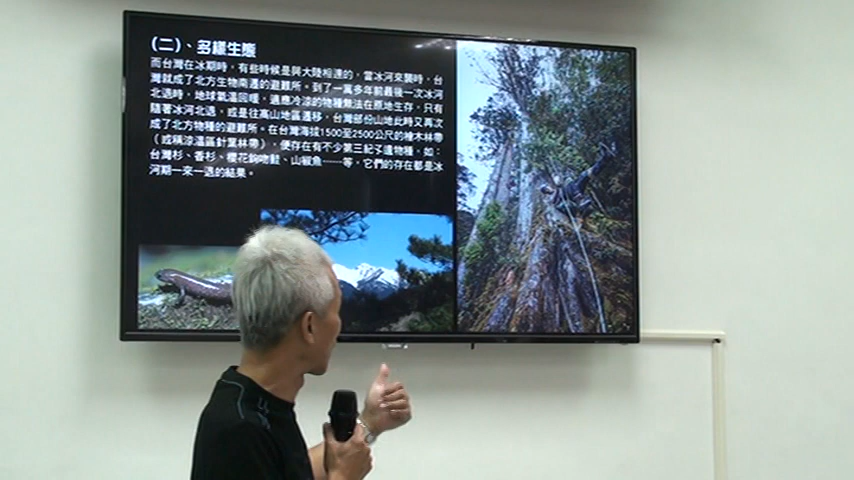 (二)、多樣生態
而台灣在冰期時，有些時候是與大陸相連的，當冰河來襲時，台
灣就成了北方生物南遷的避難所。到了一萬多年前最後一次冰河
北退時，地球氣溫回暖，適應冷涼的物種無法在原地生存，只有
隨著冰河北退，或是往高山地區遷移，台灣部份山地此時又再次
成了北方物種的避難所。在台灣海拔1500至2500公尺的檜木林帶
（或稱涼溫區針葉林帶），便存在有不少第三紀孑遺物種，如：
台灣杉、香杉、櫻花鉤吻鮭、山椒魚……等，它們的存在都是冰
河期一來一退的結果。